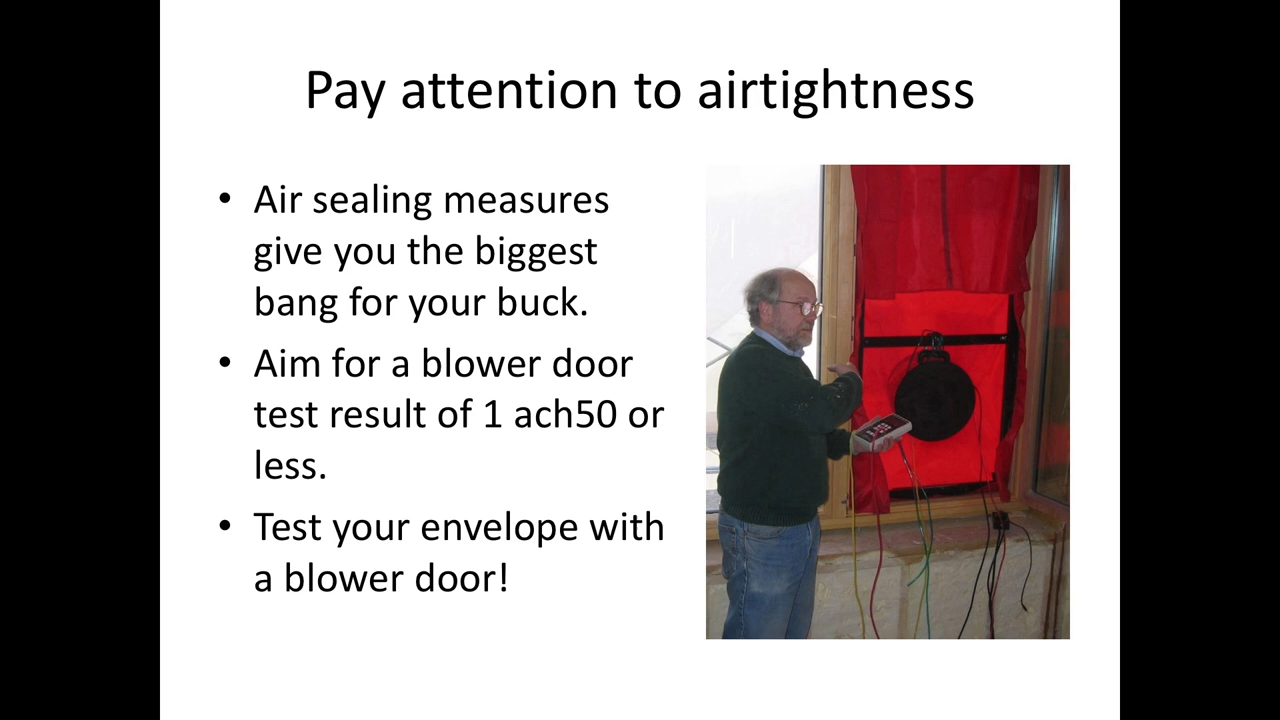 Pay attention to airtightness
• Air sealing measures
give you the biggest
bang for your buck.
• Aim for a blower door
test result of 1 ach50 or
less.
• Test your envelope with
a blower door!